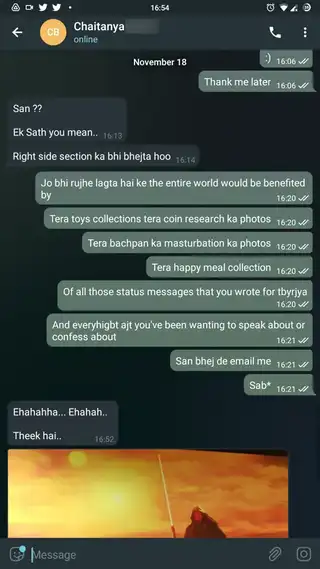 16:54
CB
Chaitanya
online
November 18
:) 16:06
Thank me later 16:06
San ??
Ek Sath you mean.. 16:13
Right side section ka bhi bhejta hoo 16:14
Jo bhi rujhe lagta hai ke the entire world would be benefited
by 16:20
Tera toys collections tera coin research ka photos 16:20
Tera bachpan ka masturbation ka photos 16:20
Tera happy meal collection 16:20
Of all those status messages that you wrote for tbyrjya
16:20
And everyhigbt ajt you've been wanting to speak about or
confess about 16:21
San bhej de email me 16:21
Sab* 16:21
Ehahahha... Ehahah..
Theek hai.. 16:52
Message